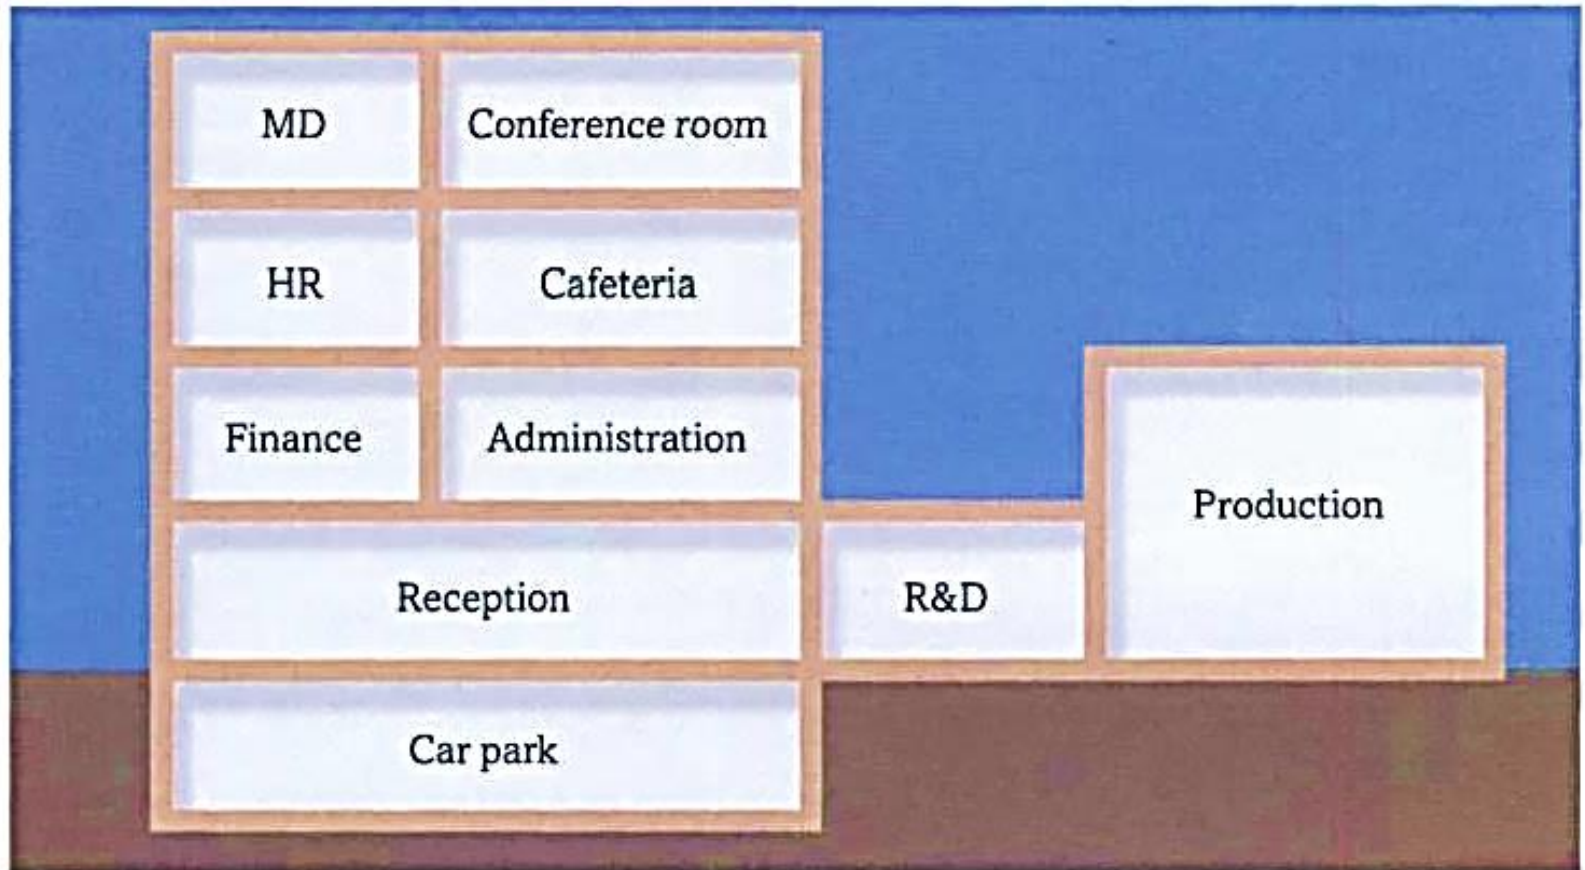 MD
Conference room
HR
Cafeteria
Finance
Administration
Production
Reception
R&D
Car park